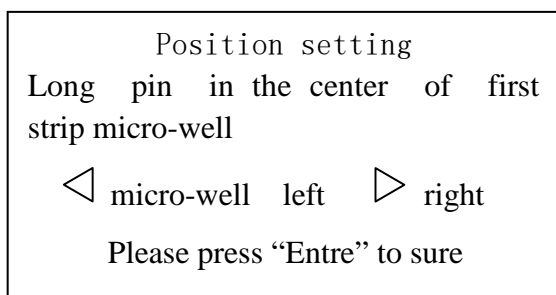 Position setting
Long pin in the center of first
strip micro-well
◁ micro-well left ▷ right
Please press “Entre” to sure